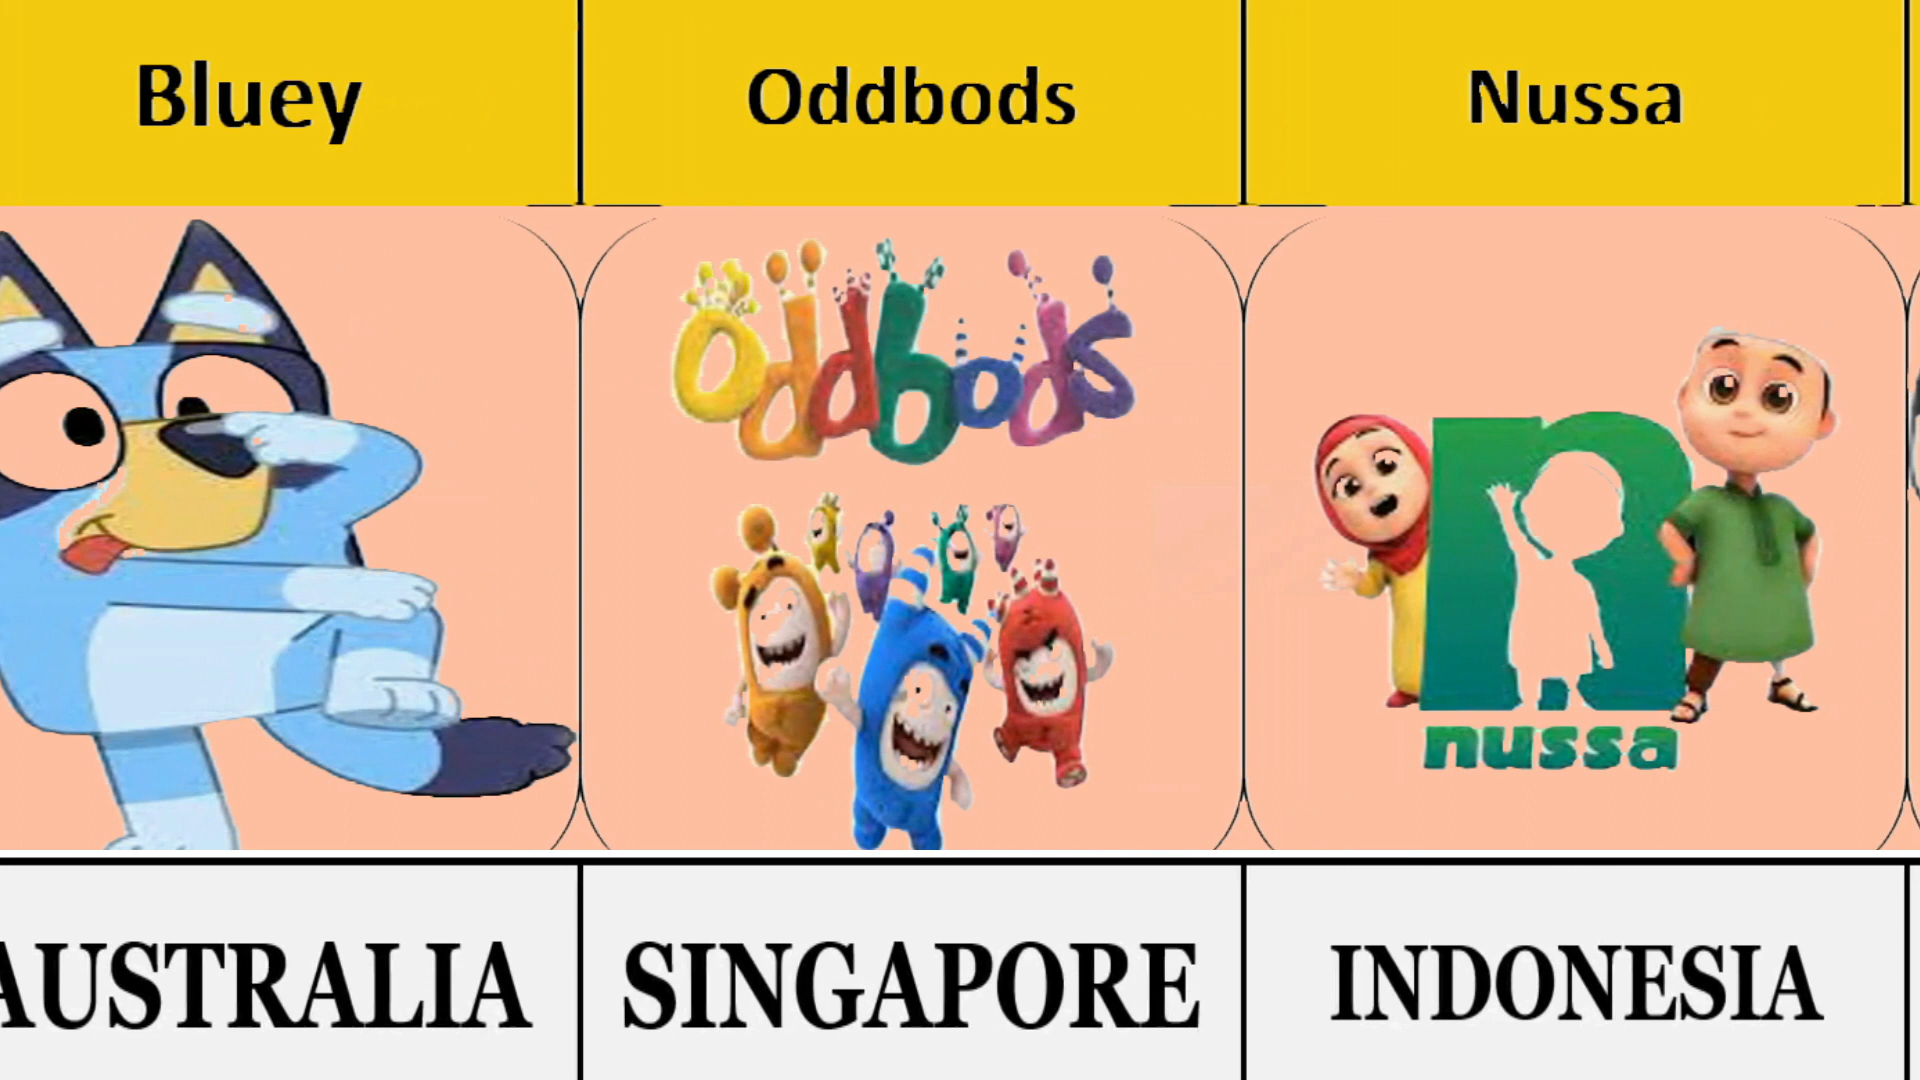 Bluey
Oddbods
Nussa
Oddbods
nussa
AUSTRALIA
SINGAPORE
INDONESIA